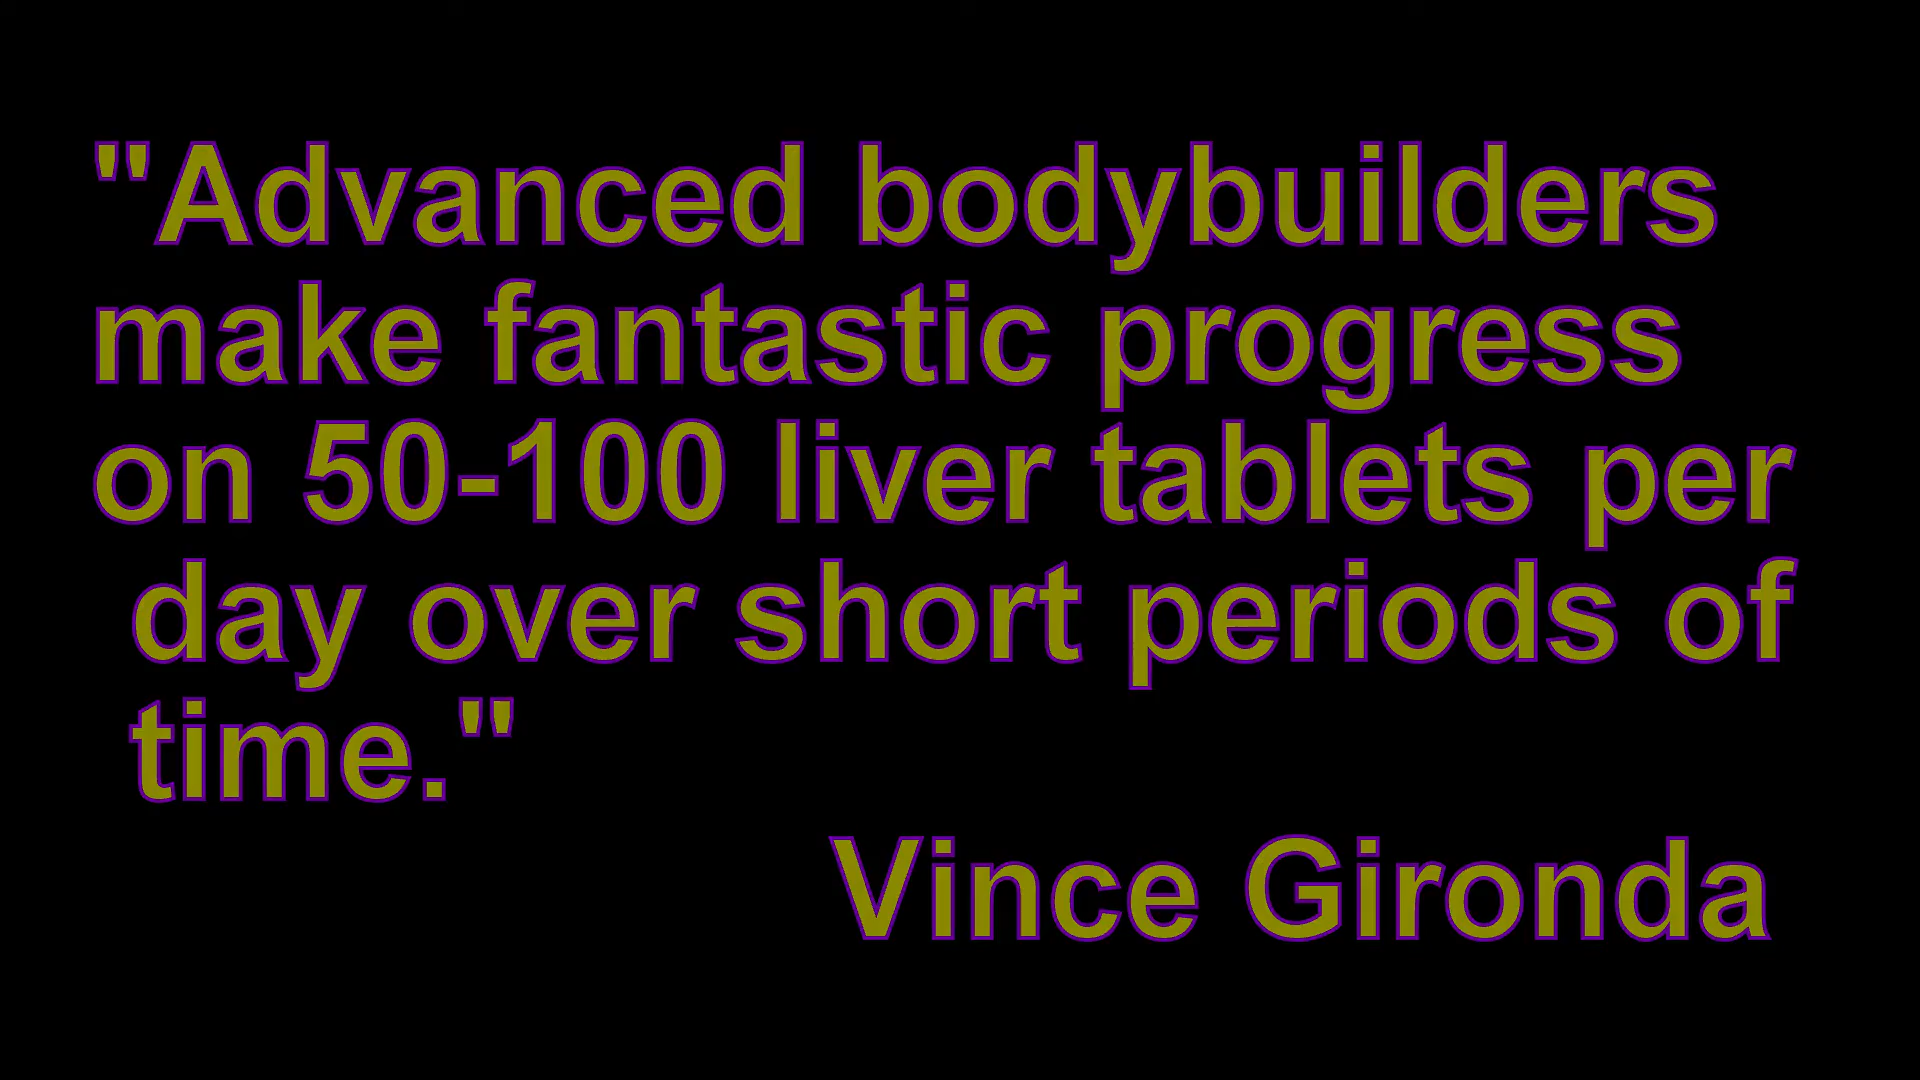 "Advanced bodybuilders
make fantastic progress
on 50-100 liver tablets per
day over short periods of
time."
Vince Gironda